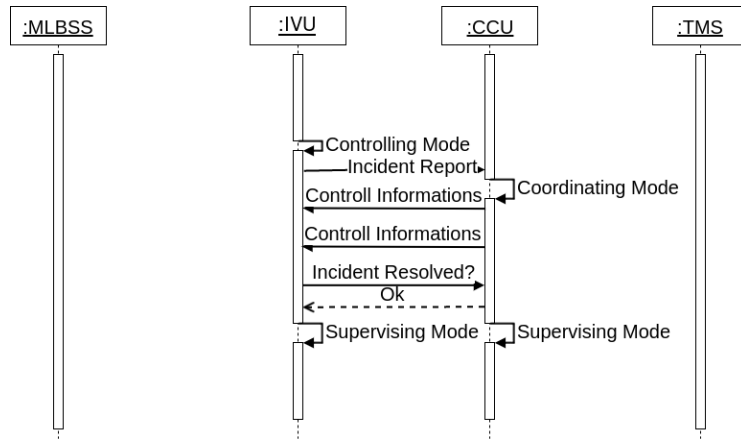 :MLBSS
:IVU
:CCU
:TMS
Controlling Mode
Incident Report
Coordinating Mode
Controll Informations
Controll Informations
Incident Resolved?
Ok
Supervising Mode
Supervising Mode